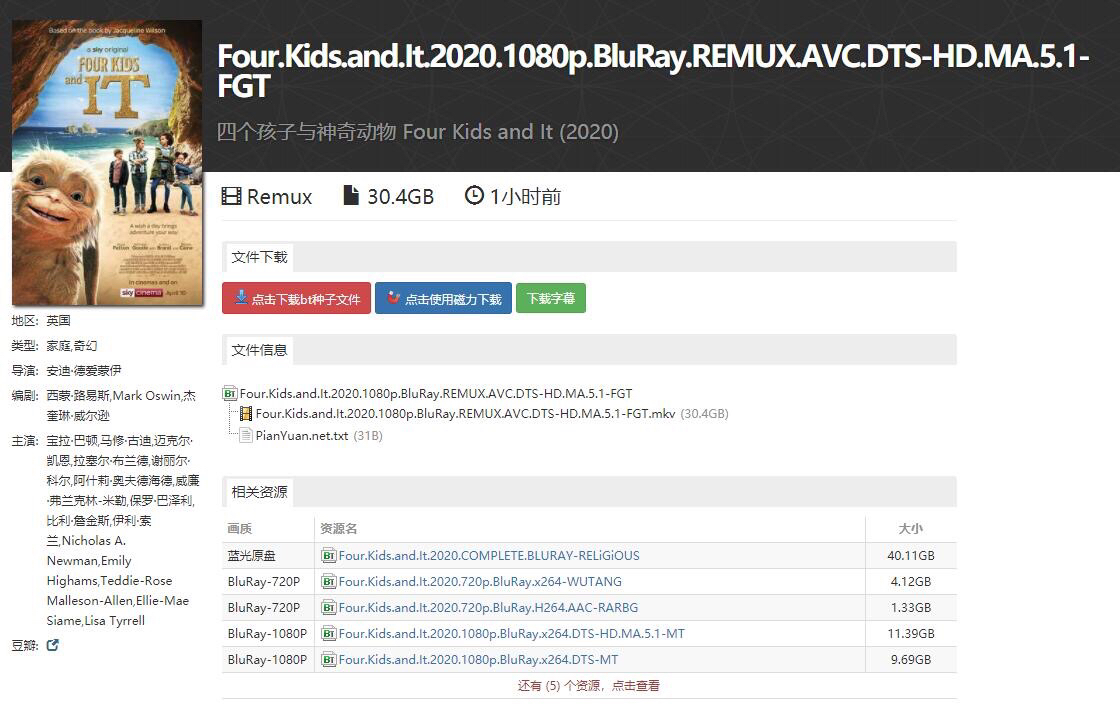 Based on the book by Jacqueline Wilson
a sky original
FOUR KIDS
and IT
A wish a day brings
adventure your way
In cinemas and on
sky cinema April 10
Four.Kids.and.It.2020.1080p.BluRay.REMUX.AVC.DTS-HD.MA.5.1-
FGT
四个孩子与神奇动物 Four Kids and It (2020)
Remux 30.4GB 1小时前
文件下载
点击下载bt种子文件 点击使用磁力下载 下载字幕
文件信息
Four.Kids.and.It.2020.1080p.BluRay.REMUX.AVC.DTS-HD.MA.5.1-FGT
Four.Kids.and.It.2020.1080p.BluRay.REMUX.AVC.DTS-HD.MA.5.1-FGT.mkv (30.4GB)
PianYuan.net.txt (31B)
相关资源
画质 资源名 大小
蓝光原盘 Four.Kids.and.It.2020.COMPLETE.BLURAY-RELiGiOUS 40.11GB
BluRay-720P Four.Kids.and.It.2020.720p.BluRay.x264-WUTANG 4.12GB
BluRay-720P Four.Kids.and.It.2020.720p.BluRay.H264.AAC-RARBG 1.33GB
BluRay-1080P Four.Kids.and.It.2020.1080p.BluRay.x264.DTS-HD.MA.5.1-MT 11.39GB
BluRay-1080P Four.Kids.and.It.2020.1080p.BluRay.x264.DTS-MT 9.69GB
还有 (5) 个资源，点击查看
地区: 英国
类型: 家庭,奇幻
导演: 安迪·德爱蒙伊
编剧: 西蒙·路易斯,Mark Oswin,杰
奎琳·威尔逊
主演: 宝拉·巴顿,马修·古迪,迈克尔·
凯恩,拉塞尔·布兰德,谢丽尔·
科尔,阿什莉·奥夫德海德,威廉
·弗兰克林-米勒,保罗·巴泽利,
比利·詹金斯,伊利·索
兰,Nicholas A.
Newman,Emily
Highams,Teddie-Rose
Malleson-Allen,Ellie-Mae
Siame,Lisa Tyrrell
豆瓣: